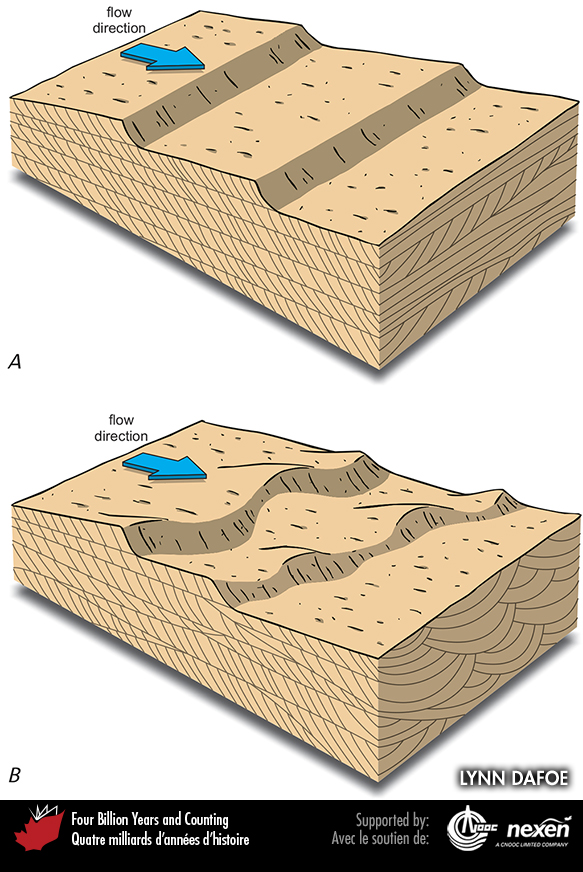 flow
direction
A
flow
direction
B
LYNN DAFOE
Four Billion Years and Counting
Quatre milliards d'années d'histoire
Supported by:
Avec le soutien de:
CNOOC
nexen
A CNOOC LIMITED COMPANY